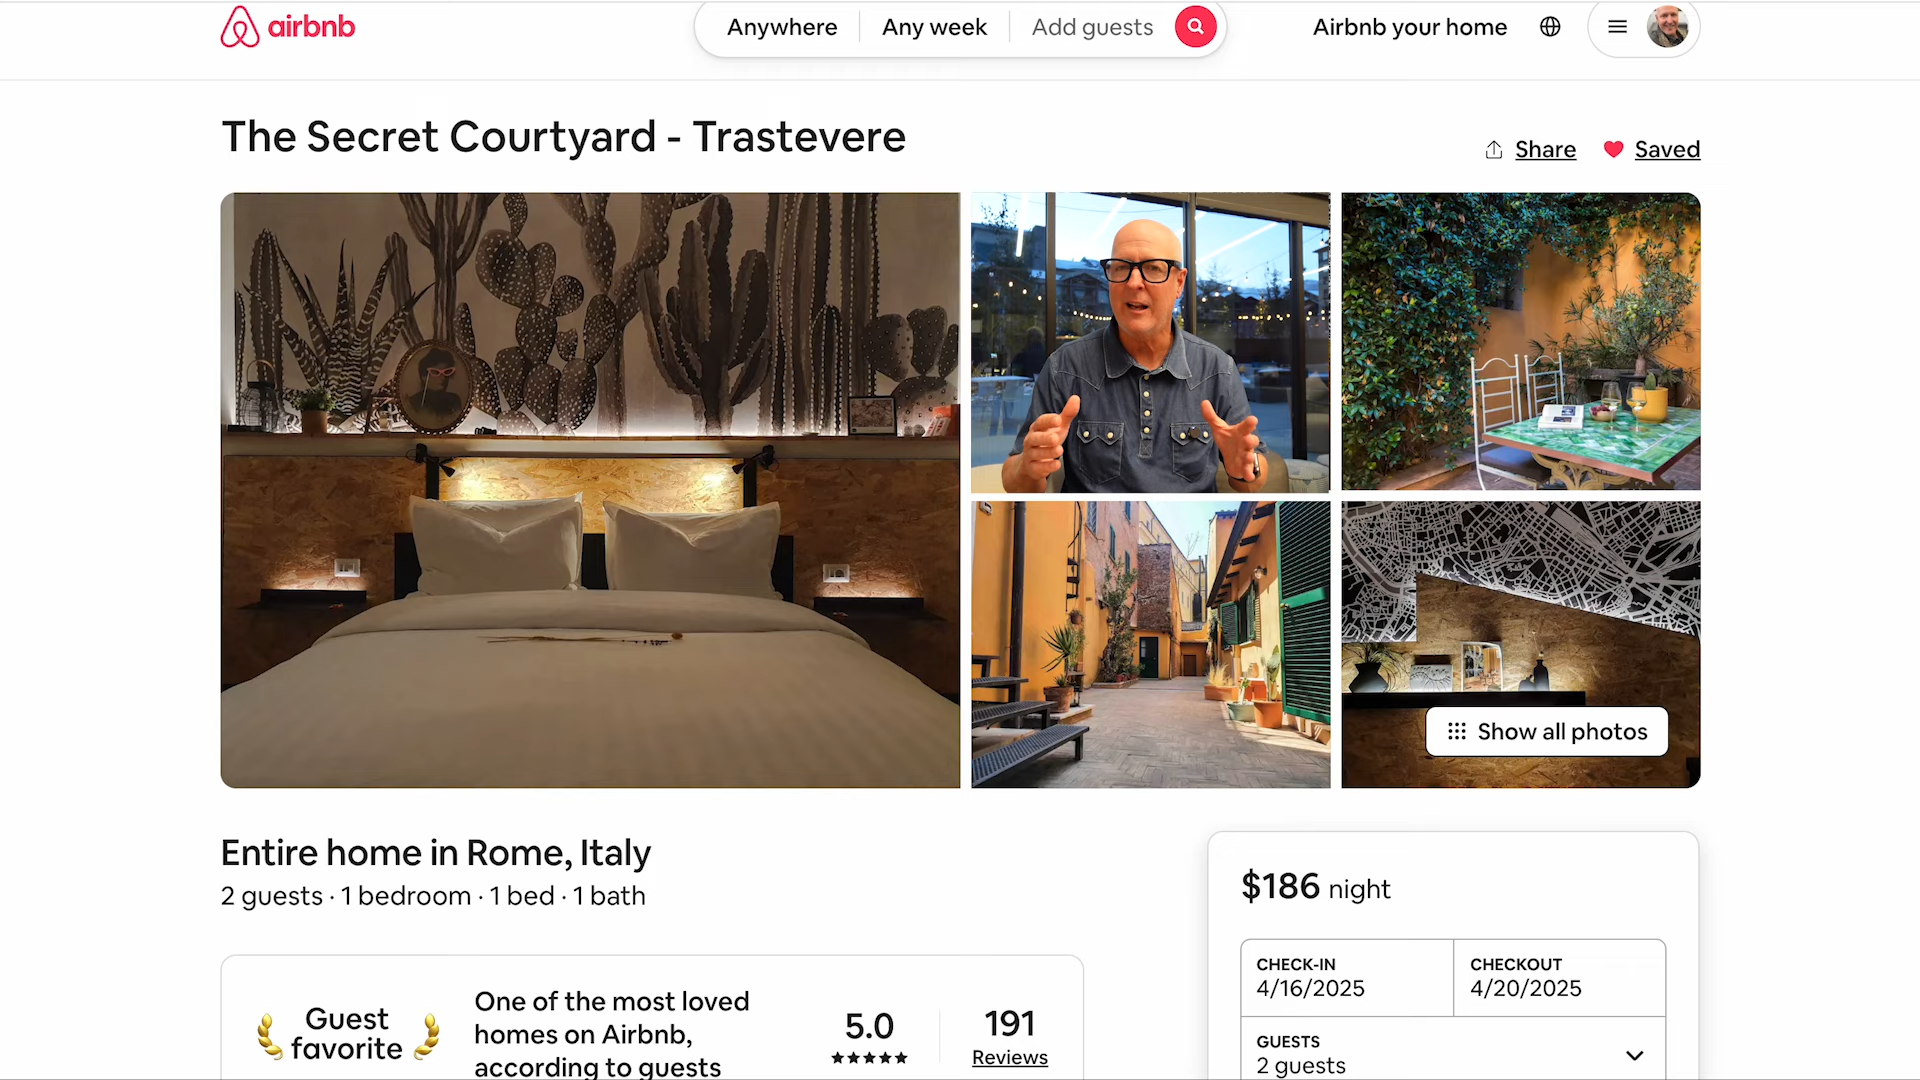 airbnb
Anywhere
Any week
Add guests
Airbnb your home
The Secret Courtyard - Trastevere
Share
Saved
Show all photos
Entire home in Rome, Italy
2 guests · 1 bedroom · 1 bed · 1 bath
$186 night
CHECK-IN
4/16/2025
CHECKOUT
4/20/2025
GUESTS
2 guests
Guest
favorite
One of the most loved
homes on Airbnb,
according to guests
5.0
191
Reviews